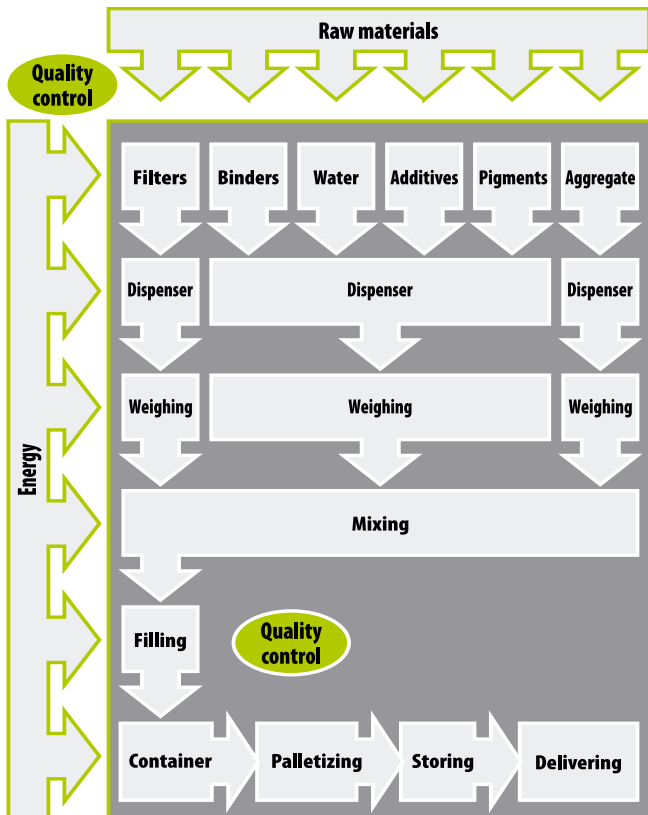 Raw materials
Quality
control
Filters
Binders
Water
Additives
Pigments
Aggregate
Dispenser
Dispenser
Dispenser
Weighing
Weighing
Weighing
Energy
Mixing
Filling
Quality
control
Container
Palletizing
Storing
Delivering